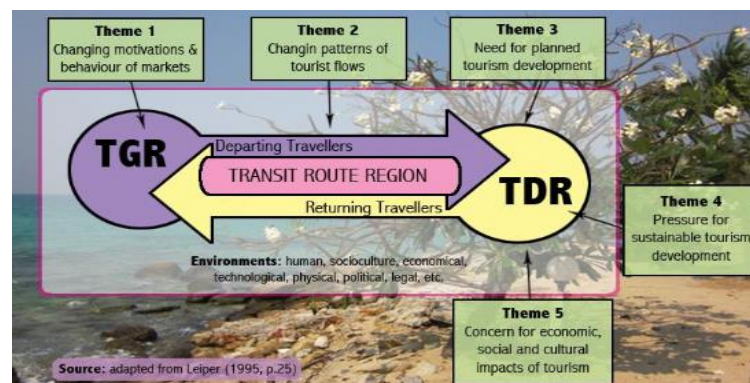 Theme 1
Changing motivations &
behaviour of markets
Theme 2
Changin patterns of
tourist flows
Theme 3
Need for planned
tourism development
TGR
Departing Travellers
TRANSIT ROUTE REGION
Returning Travellers
TDR
Theme 4
Pressure for
sustainable tourism
development
Environments: human, socioculture, economical,
technological, physical, political, legal, etc.
Theme 5
Concern for economic,
social and cultural
impacts of tourism
Source: adapted from Leiper (1995, p.25)